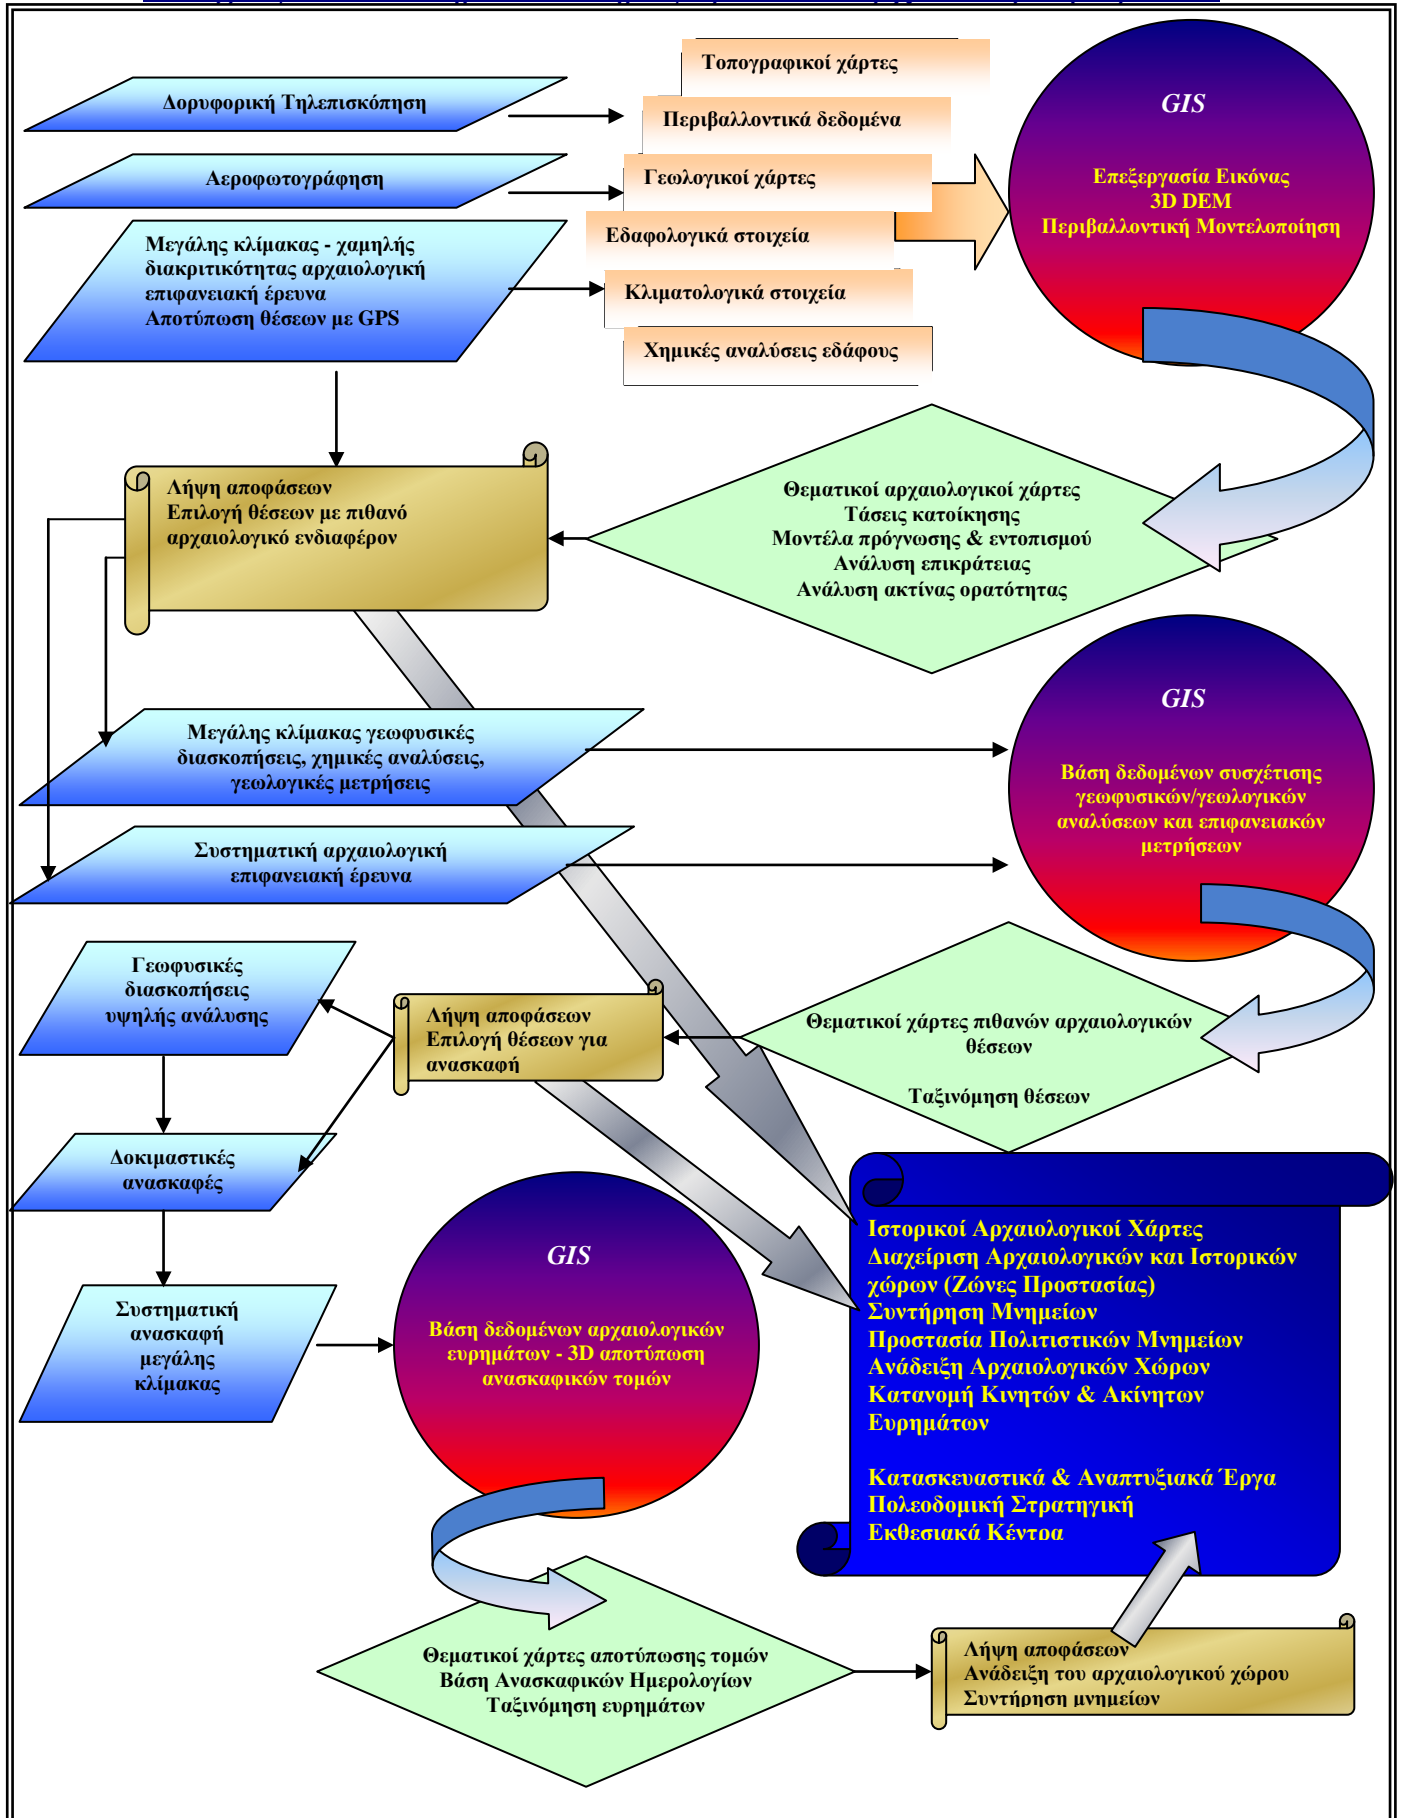 Δορυφορική Τηλεπισκόπηση
Αεροφωτογράφηση
Μεγάλης κλίμακας - χαμηλής
διακριτικότητας αρχαιολογική
επιφανειακή έρευνα
Αποτύπωση θέσεων με GPS
Τοπογραφικοί χάρτες
Περιβαλλοντικά δεδομένα
Γεωλογικοί χάρτες
Εδαφολογικά στοιχεία
Κλιματολογικά στοιχεία
Χημικές αναλύσεις εδάφους
GIS
Επεξεργασία Εικόνας
3D DEM
Περιβαλλοντική Μοντελοποίηση
Λήψη αποφάσεων
Επιλογή θέσεων με πιθανό
αρχαιολογικό ενδιαφέρον
Θεματικοί αρχαιολογικοί χάρτες
Τάσεις κατοίκησης
Μοντέλα πρόγνωσης & εντοπισμού
Ανάλυση επικράτειας
Ανάλυση ακτίνας ορατότητας
Μεγάλης κλίμακας γεωφυσικές
διασκοπήσεις, χημικές αναλύσεις,
γεωλογικές μετρήσεις
Συστηματική αρχαιολογική
επιφανειακή έρευνα
GIS
Βάση δεδομένων συσχέτισης
γεωφυσικών/γεωλογικών
αναλύσεων και επιφανειακών
μετρήσεων
Γεωφυσικές
διασκοπήσεις
υψηλής ανάλυσης
Λήψη αποφάσεων
Επιλογή θέσεων για
ανασκαφή
Θεματικοί χάρτες πιθανών αρχαιολογικών
θέσεων
Ταξινόμηση θέσεων
Δοκιμαστικές
ανασκαφές
Συστηματική
ανασκαφή
μεγάλης
κλίμακας
GIS
Βάση δεδομένων αρχαιολογικών
ευρημάτων - 3D αποτύπωση
ανασκαφικών τομών
Ιστορικοί Αρχαιολογικοί Χάρτες
Διαχείριση Αρχαιολογικών και Ιστορικών
χώρων (Ζώνες Προστασίας)
Συντήρηση Μνημείων
Προστασία Πολιτιστικών Μνημείων
Ανάδειξη Αρχαιολογικών Χώρων
Κατανομή Κινητών & Ακίνητων
Ευρημάτων
Κατασκευαστικά & Αναπτυξιακά Έργα
Πολεοδομική Στρατηγική
Εκθεσιακά Κέντρα
Θεματικοί χάρτες αποτύπωσης τομών
Βάση Ανασκαφικών Ημερολογίων
Ταξινόμηση ευρημάτων
Λήψη αποφάσεων
Ανάδειξη του αρχαιολογικού χώρου
Συντήρηση μνημείων